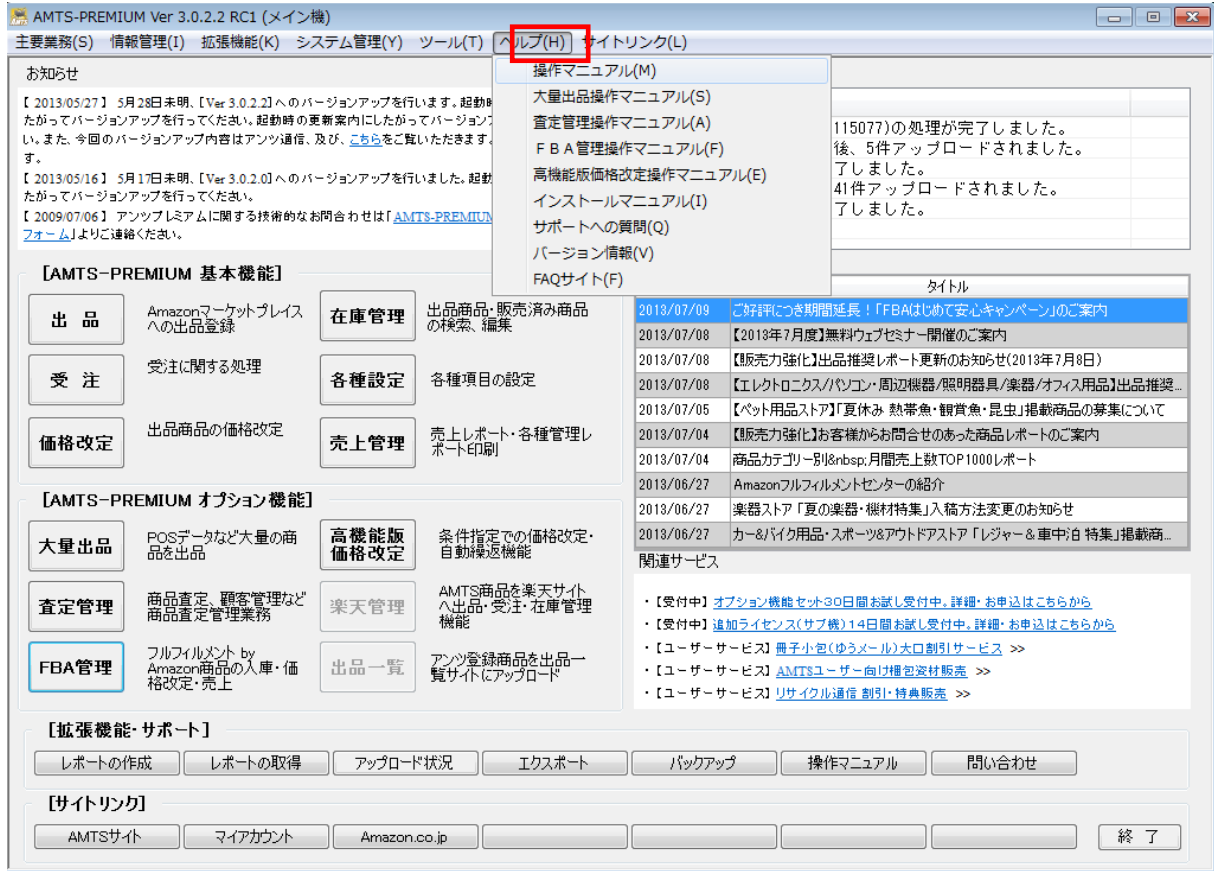 AMTS-PREMIUM Ver 3.0.2.2 RC1 (メイン機)
主要業務(S) 情報管理(I) 拡張機能(K) システム管理(Y) ツール(T) ヘルプ(H) サイトリンク(L)
操作マニュアル(M)
大量出品操作マニュアル(S)
査定管理操作マニュアル(A)
FBA管理操作マニュアル(F)
高機能版価格改定操作マニュアル(E)
インストールマニュアル(I)
サポートへの質問(Q)
バージョン情報(V)
FAQサイト(F)
お知らせ
【 2013/05/27】 5月28日未明、[Ver 3.0.2.2]へのバージョンアップを行います。起動時
たがってバージョンアップを行ってください。起動時の更新案内にしたがってバージョン
い。また、今回のバージョンアップ内容はアンツ通信、及び、こちらをご覧いただきます。
す。
【 2013/05/16】 5月17日未明、[Ver 3.0.2.0]へのバージョンアップを行いました。起動
たがってバージョンアップを行ってください。
【 2009/07/06】 アンツプレミアムに関する技術的なお問合わせは「AMTS-PREMIUM
フォーム」よりご連絡ください。
115077)の処理が完了しました。
後、5件アップロードされました。
了しました。
41件アップロードされました。
了しました。
[AMTS-PREMIUM 基本機能]
出 品
Amazonマーケットプレイス
への出品登録
在庫管理
出品商品・販売済み商品
の検索、編集
受 注
受注に関する処理
各種設定
各種項目の設定
価格改定
出品商品の価格改定
売上管理
売上レポート・各種管理レ
ポート印刷
[AMTS-PREMIUM オプション機能]
大量出品
POSデータなど大量の商
品を出品
高機能版
価格改定
条件指定での価格改定・
自動繰返機能
査定管理
商品査定、顧客管理など
商品査定管理業務
楽天管理
AMTS商品を楽天サイト
へ出品・受注・在庫管理
機能
FBA管理
フルフィルメント by
Amazon商品の入庫・価
格改定・売上
出品一覧
アンツ登録商品を出品一
覧サイトにアップロード
タイトル
2013/07/09 ご好評につき期間延長！「FBAはじめて安心キャンペーン」のご案内
2013/07/08 【2013年7月度】無料ウェブセミナー開催のご案内
2013/07/08 【販売力強化】出品推奨レポート更新のお知らせ(2013年7月8日)
2013/07/08 【エレクトロニクス/パソコン・周辺機器/照明器具/楽器/オフィス用品】出品推奨...
2013/07/05 【ペット用品ストア】「夏休み 熱帯魚・観賞魚・昆虫」掲載商品の募集について
2013/07/04 【販売力強化】お客様からお問合せのあった商品レポートのご案内
2013/07/04 商品カテゴリー別&nbsp;月間売上数TOP1000レポート
2013/06/27 Amazonフルフィルメントセンターの紹介
2013/06/27 楽器ストア「夏の楽器・機材特集」入稿方法変更のお知らせ
2013/06/27 カー&バイク用品・スポーツ&アウトドアストア「レジャー&車中泊 特集」掲載商...
関連サービス
・【受付中】オプション機能セット30日間お試し受付中。詳細・お申込はこちらから
・【受付中】追加ライセンス(サブ機)14日間お試し受付中。詳細・お申込はこちらから
・【ユーザーサービス】冊子小包(ゆうメール)大口割引サービス >>
・【ユーザーサービス】AMTSユーザー向け梱包資材販売 >>
・【ユーザーサービス】リサイクル通信 割引・特典販売 >>
[拡張機能・サポート]
レポートの作成 レポートの取得 アップロード状況 エクスポート バックアップ 操作マニュアル 問い合わせ
[サイトリンク]
AMTSサイト マイアカウント Amazon.co.jp 終 了